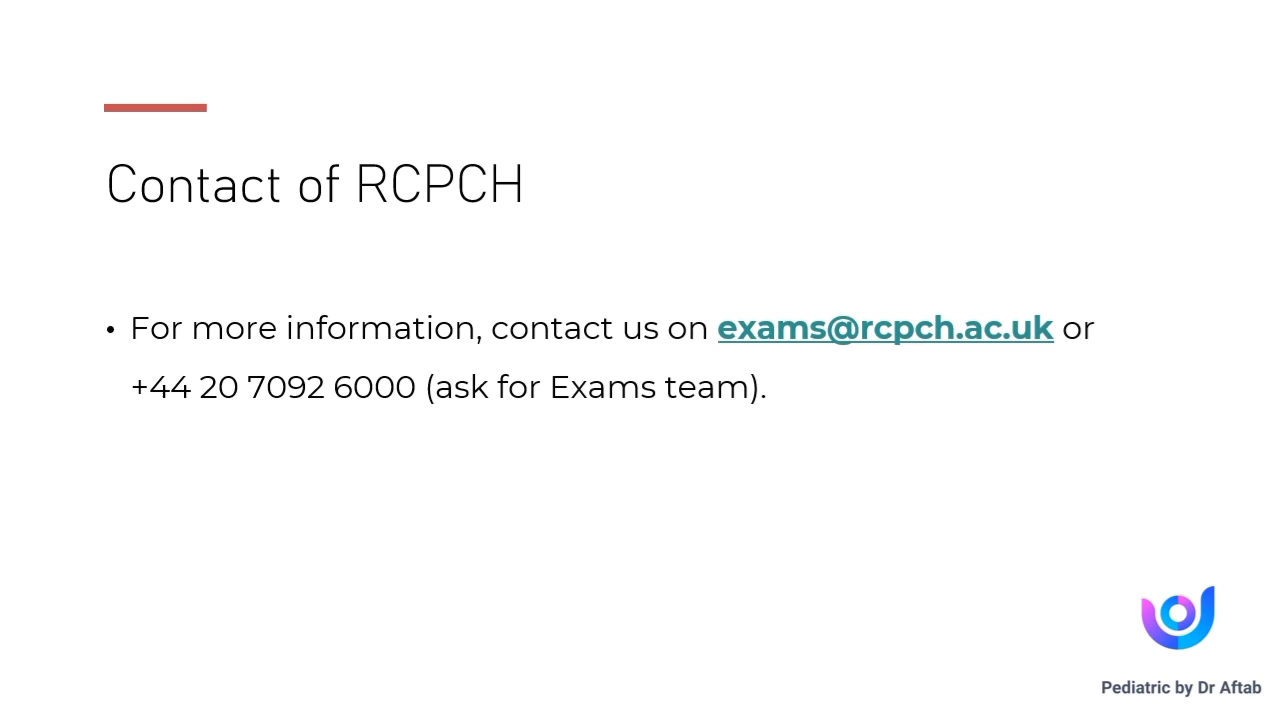 Contact of RCPCH
• For more information, contact us on exams@rcpch.ac.uk or
+44 20 7092 6000 (ask for Exams team).
Pediatric by Dr Aftab